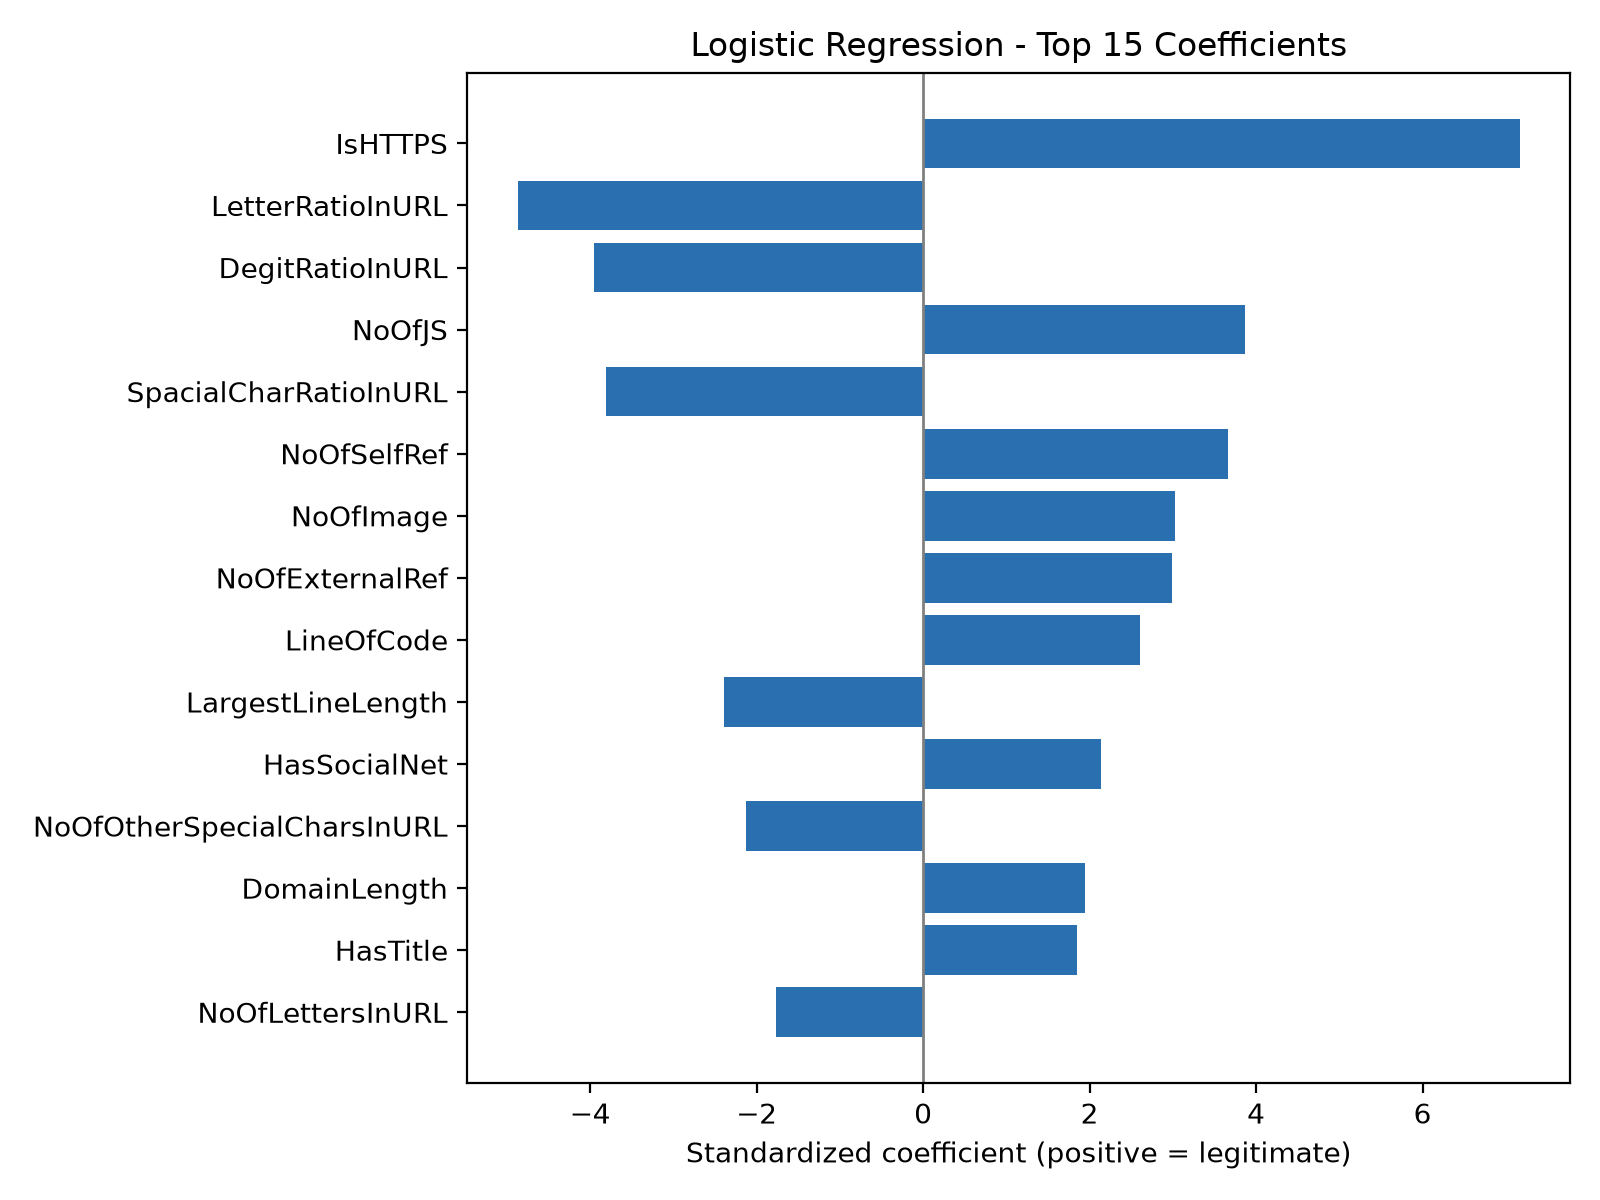 Logistic Regression - Top 15 Coefficients
IsHTTPS
LetterRatioInURL
DegitRatioInURL
NoOfJS
SpacialCharRatioInURL
NoOfSelfRef
NoOfImage
NoOfExternalRef
LineOfCode
LargestLineLength
HasSocialNet
NoOfOtherSpecialCharsInURL
DomainLength
HasTitle
NoOfLettersInURL
−4 −2 0 2 4 6
Standardized coefficient (positive = legitimate)